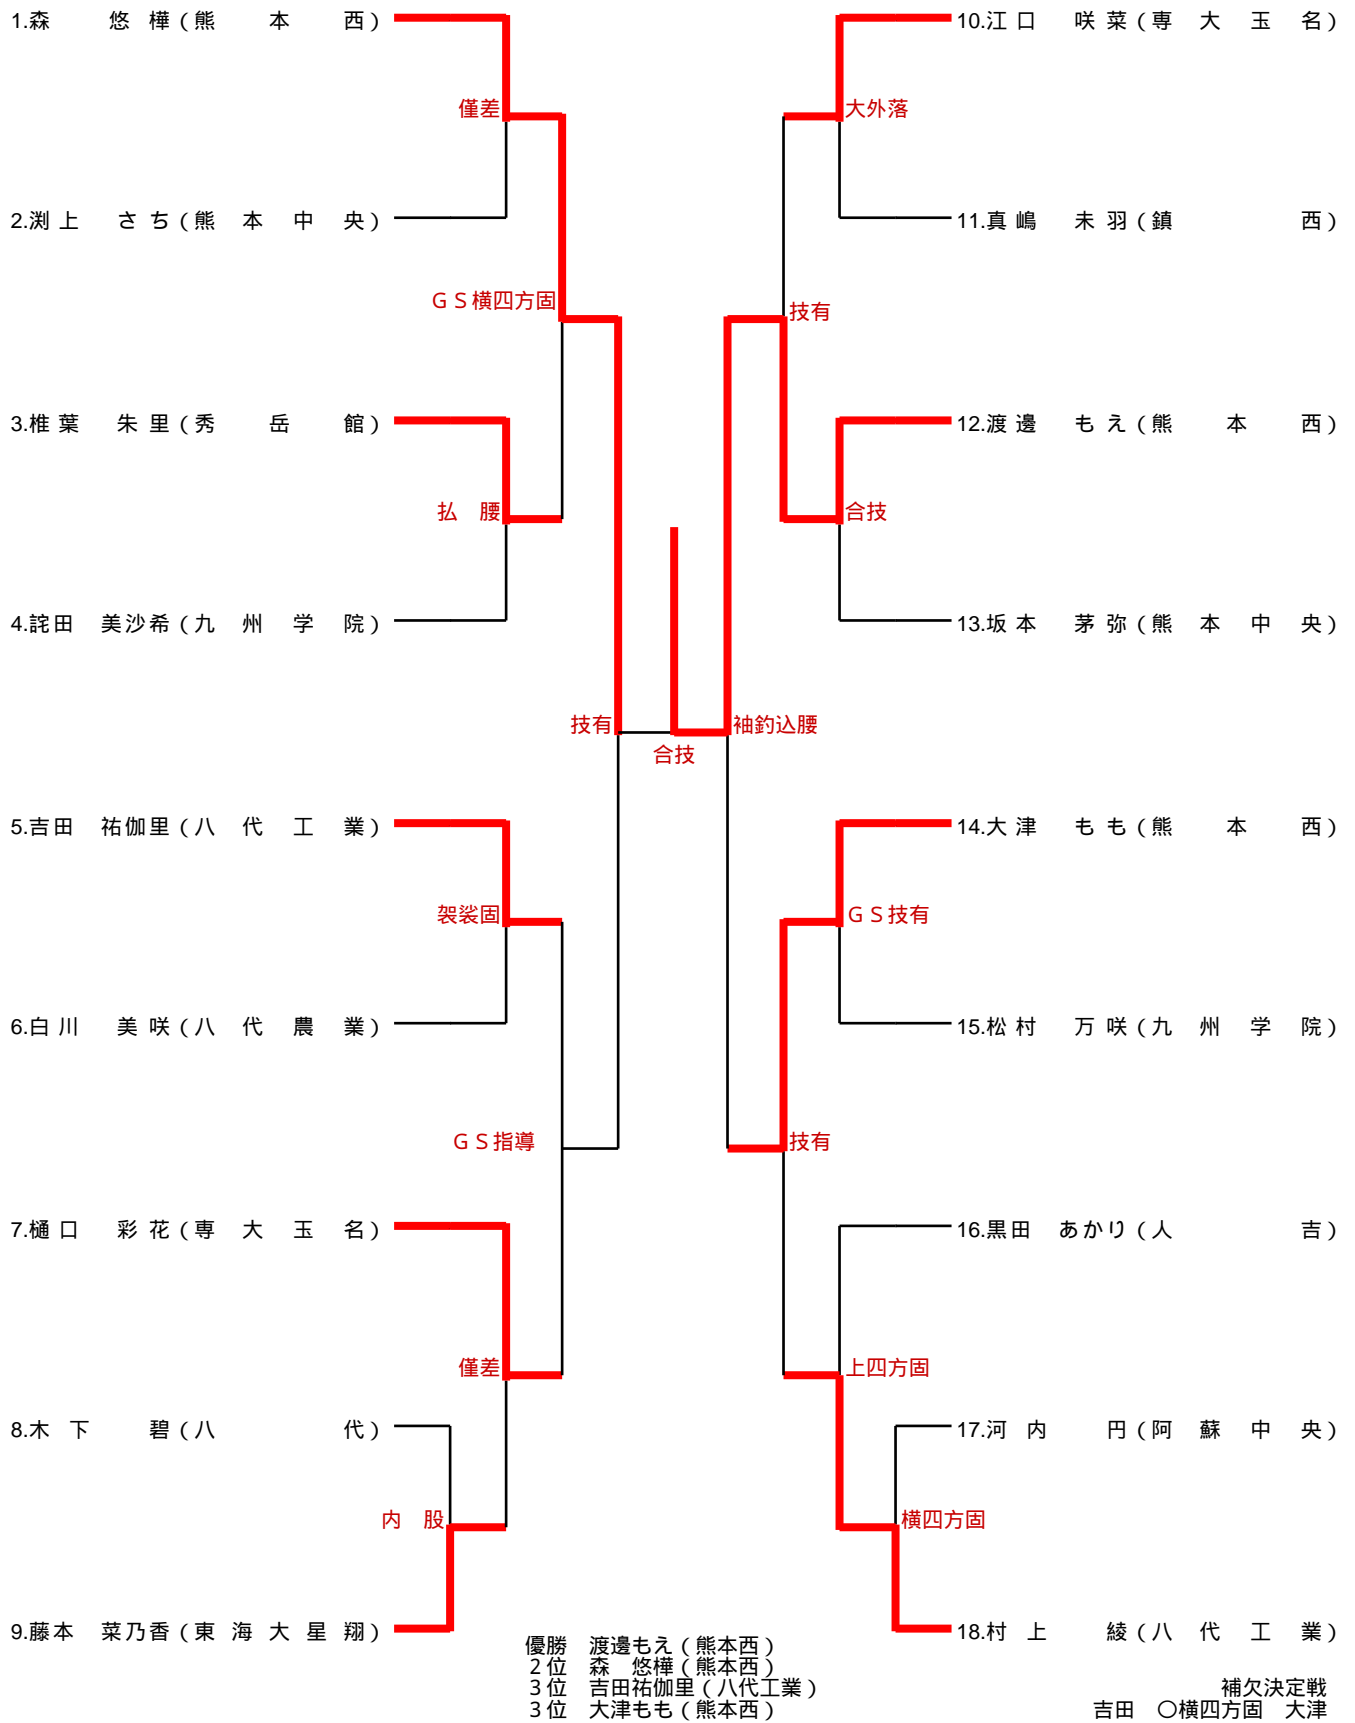 1.森　悠樺(熊本西)
僅差
2.渕上　さち(熊本中央)
ＧＳ横四方固
3.椎葉　朱里(秀岳館)
払　腰
4.詫田　美沙希(九州学院)
技有
5.吉田　祐伽里(八代工業)
袈裟固
6.白川　美咲(八代農業)
ＧＳ指導
7.樋口　彩花(専大玉名)
僅差
8.木下　碧(八代)
内　股
9.藤本　菜乃香(東海大星翔)
合技
10.江口　咲菜(専大玉名)
大外落
11.真嶋　未羽(鎮西)
技有
12.渡邊　もえ(熊本西)
合技
13.坂本　茅弥(熊本中央)
袖釣込腰
14.大津　もも(熊本西)
ＧＳ技有
15.松村　万咲(九州学院)
技有
16.黒田　あかり(人吉)
上四方固
17.河内　円(阿蘇中央)
横四方固
18.村上　綾(八代工業)
優勝　渡邊もえ(熊本西)
２位　森　悠樺(熊本西)
３位　吉田祐伽里(八代工業)
３位　大津もも(熊本西)
補欠決定戦
吉田　〇横四方固　大津